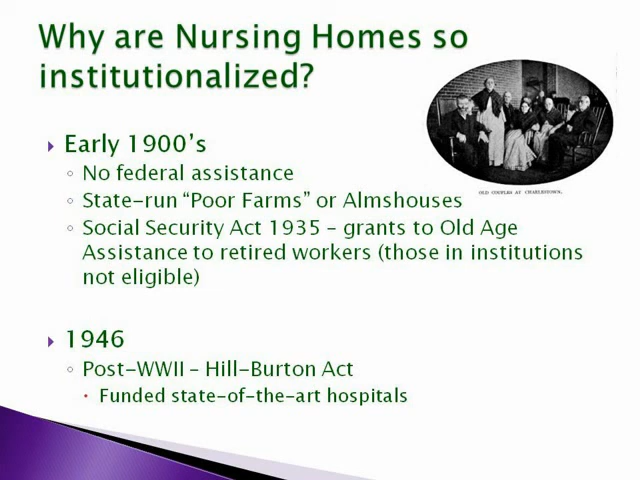 Why are Nursing Homes so
institutionalized?
OLD COUPLES AT CHARLESTOWN.
Early 1900's
No federal assistance
State-run "Poor Farms" or Almshouses
Social Security Act 1935 – grants to Old Age
Assistance to retired workers (those in institutions
not eligible)
1946
Post-WWII – Hill-Burton Act
Funded state-of-the-art hospitals